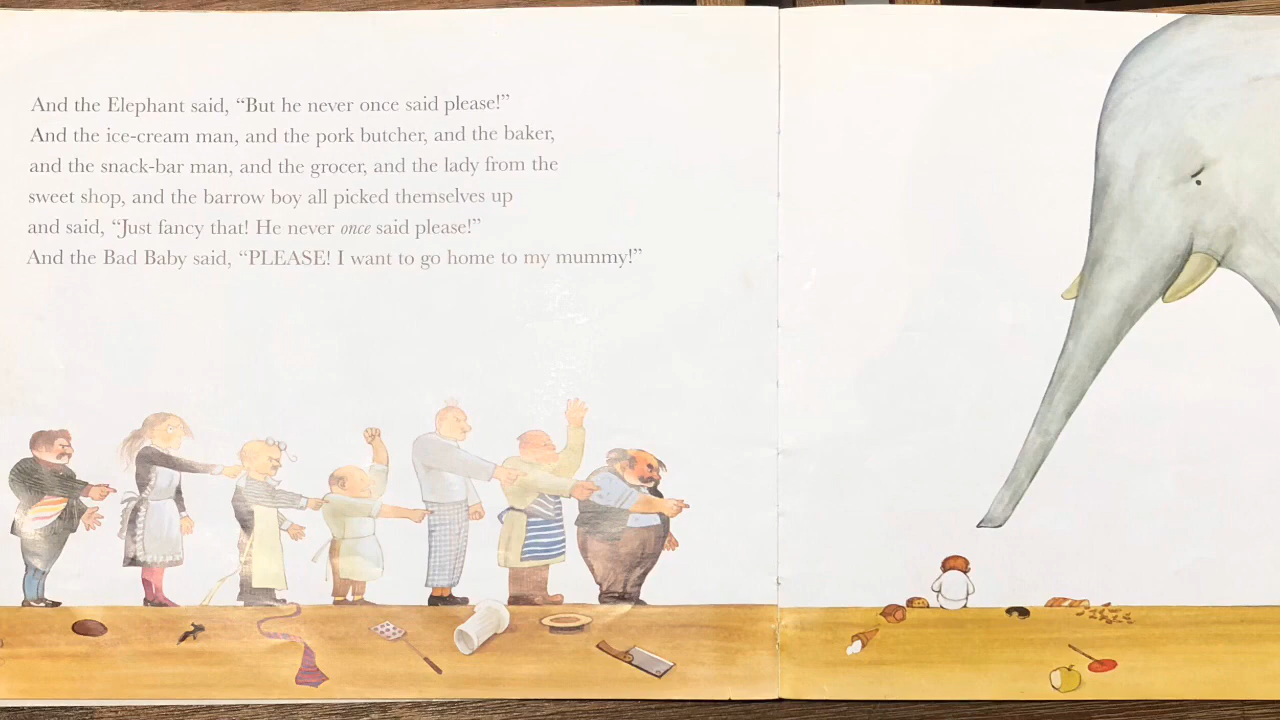 And the Elephant said, “But he never once said please!”
And the ice-cream man, and the pork butcher, and the baker,
and the snack-bar man, and the grocer, and the lady from the
sweet shop, and the barrow boy all picked themselves up
and said, “Just fancy that! He never once said please!”
And the Bad Baby said, “PLEASE! I want to go home to my mummy!”